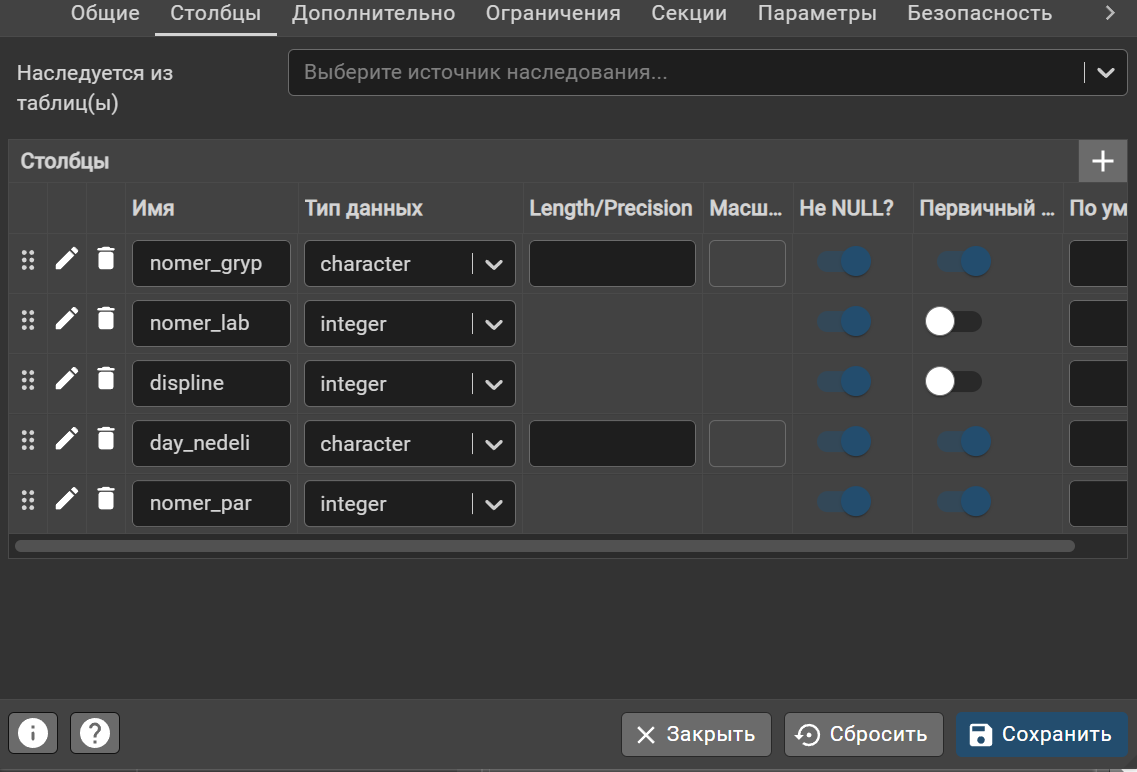 Общие Столбцы Дополнительно Ограничения Секции Параметры Безопасность
Наследуется из
таблиц(ы)
Выберите источник наследования...
Столбцы
Имя Тип данных Length/Precision Масш... Не NULL? Первичный ... По ум
nomer_gryp character
nomer_lab integer
displine integer
day_nedeli character
nomer_par integer
Закрыть Сбросить Сохранить